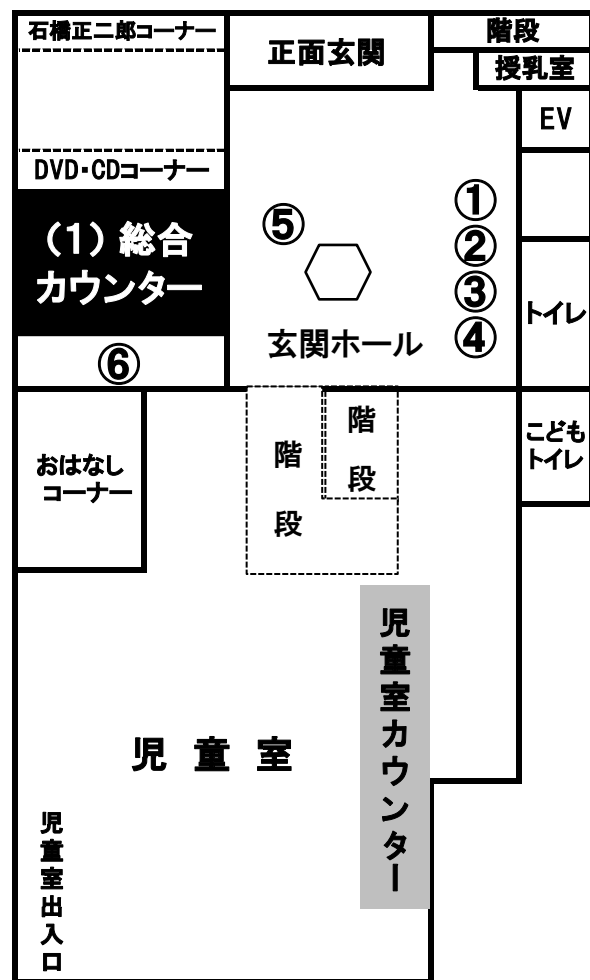 石橋正二郎コーナー
正面玄関
階段
授乳室
EV
DVD・CDコーナー
(1)総合
カウンター
⑤
①
②
③
④
玄関ホール
トイレ
⑥
おはなし
コーナー
階段
階段
こども
トイレ
児童室カウンター
児童室
児童室出入口